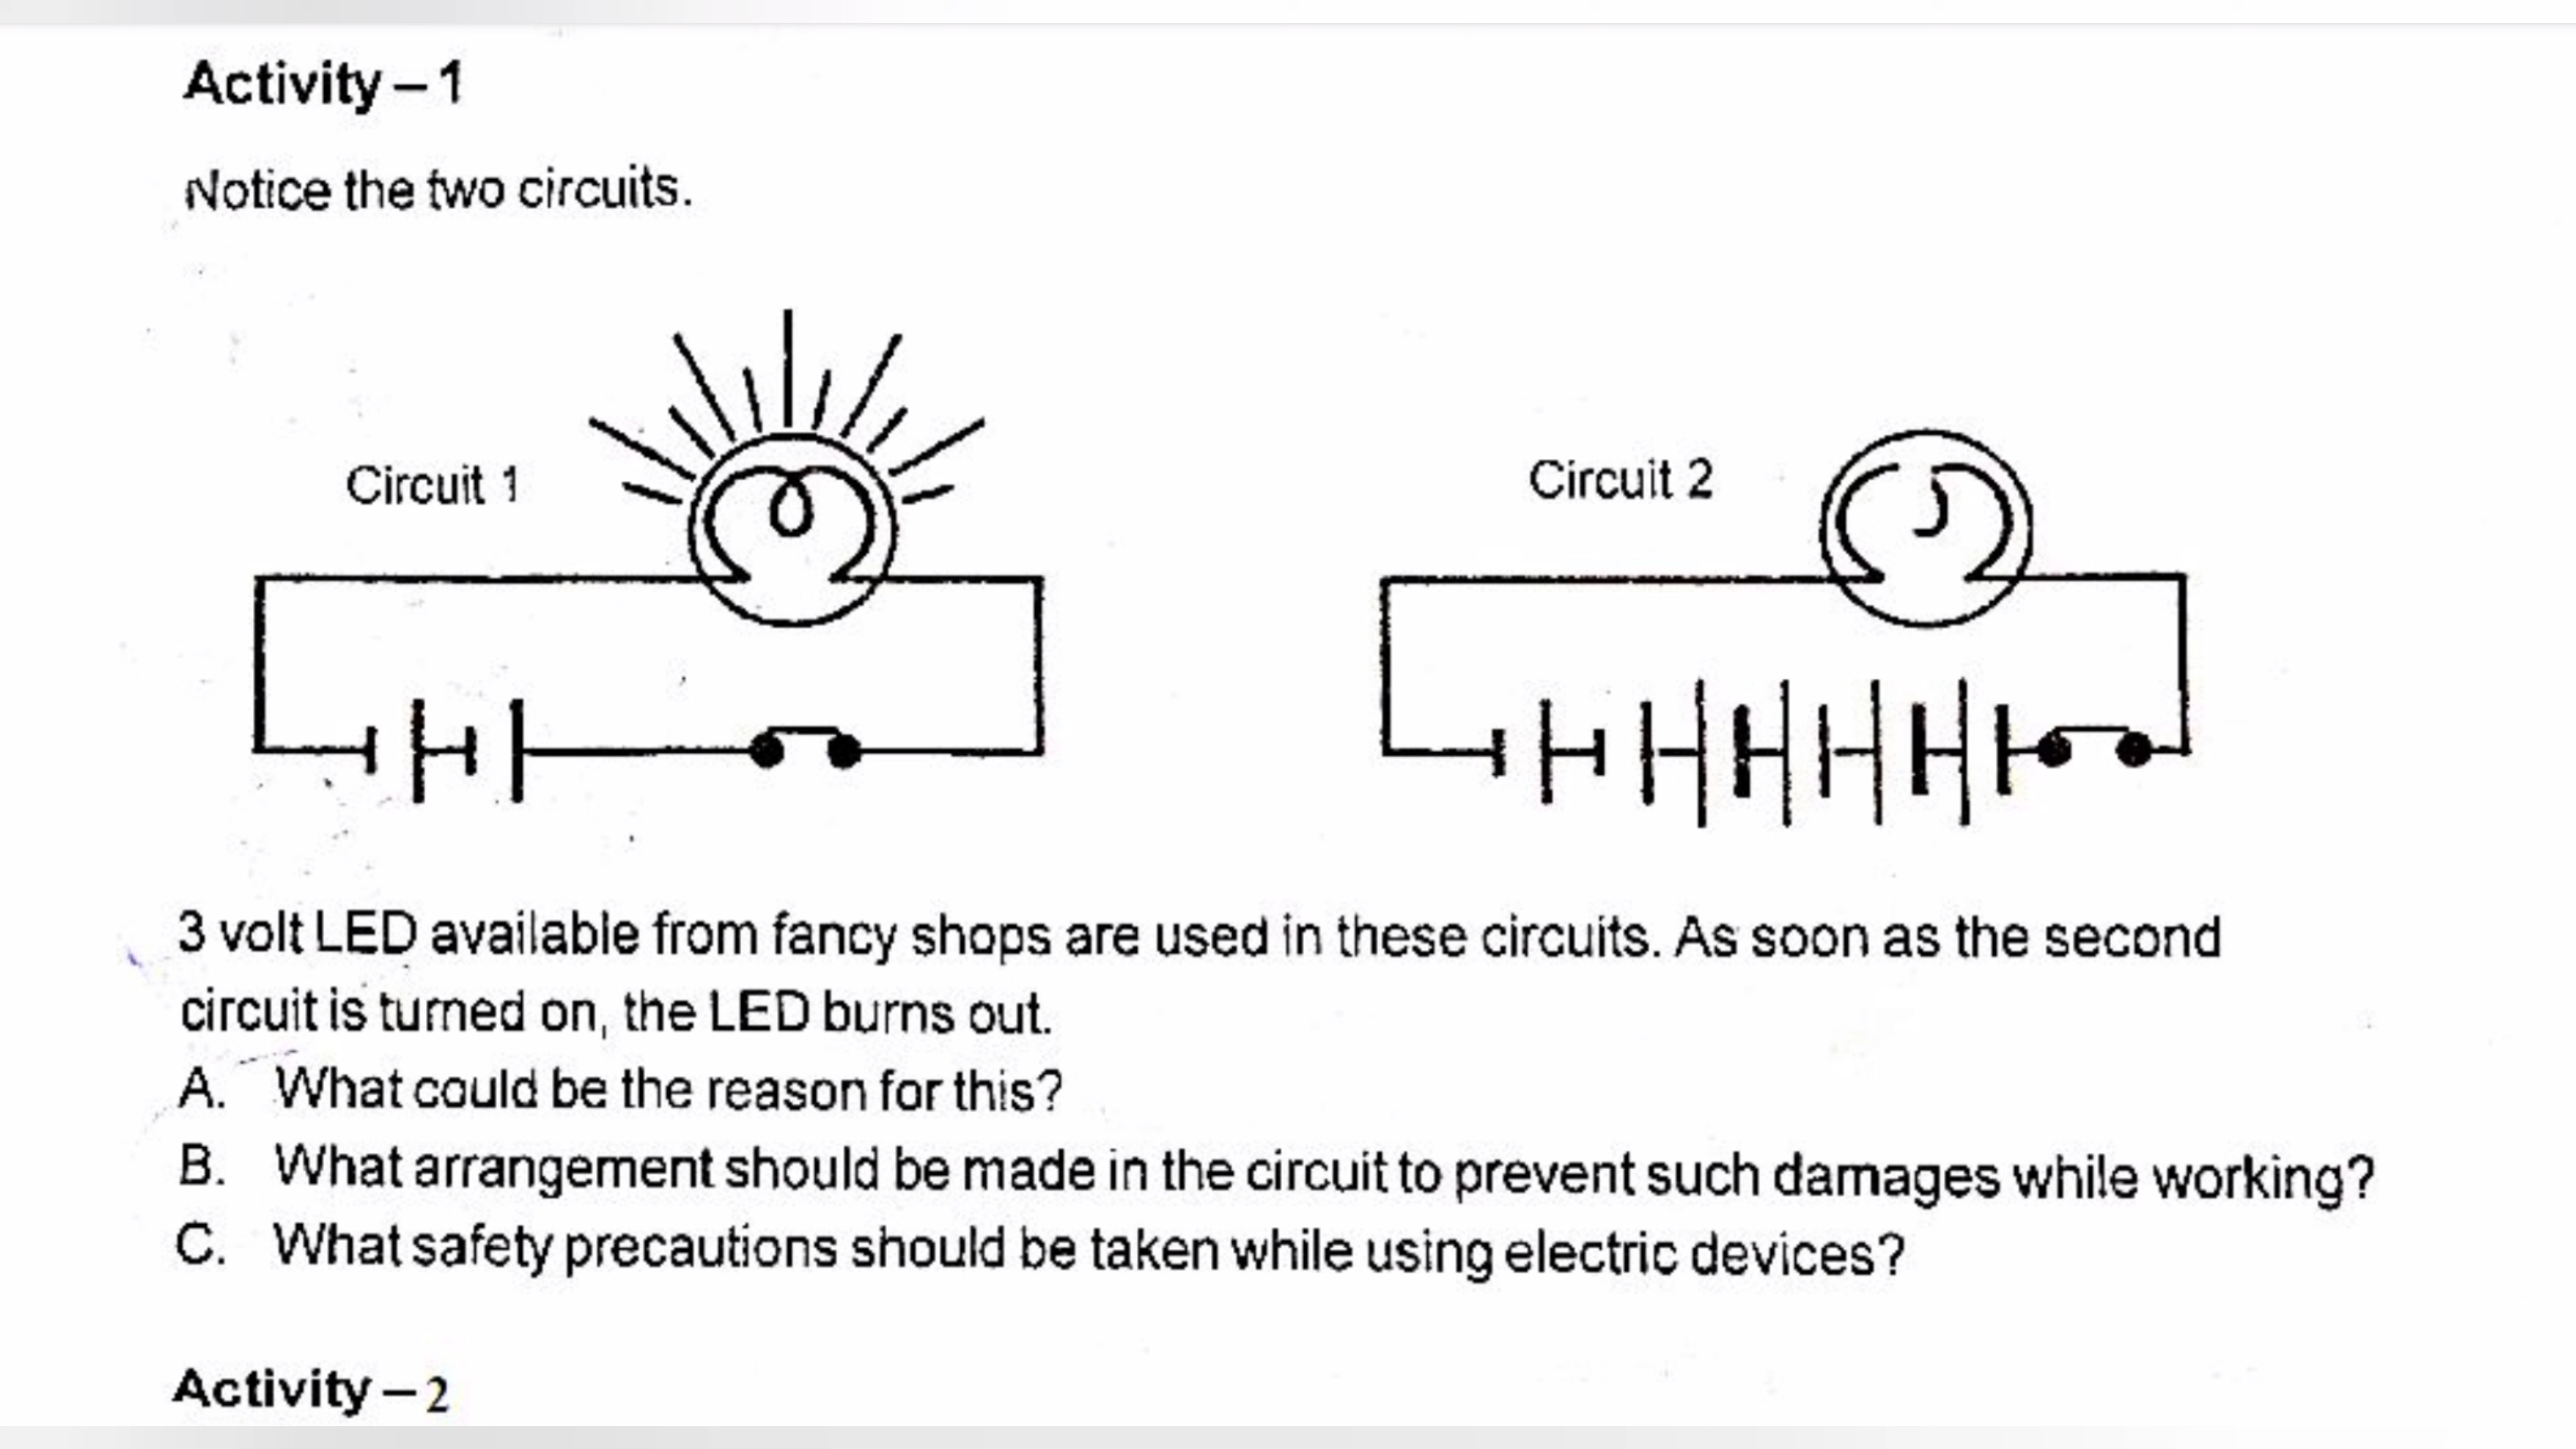 Activity – 1
Notice the two circuits.
Circuit 1
Circuit 2
3 volt LED available from fancy shops are used in these circuits. As soon as the second
circuit is turned on, the LED burns out.
A. What could be the reason for this?
B. What arrangement should be made in the circuit to prevent such damages while working?
C. What safety precautions should be taken while using electric devices?
Activity – 2